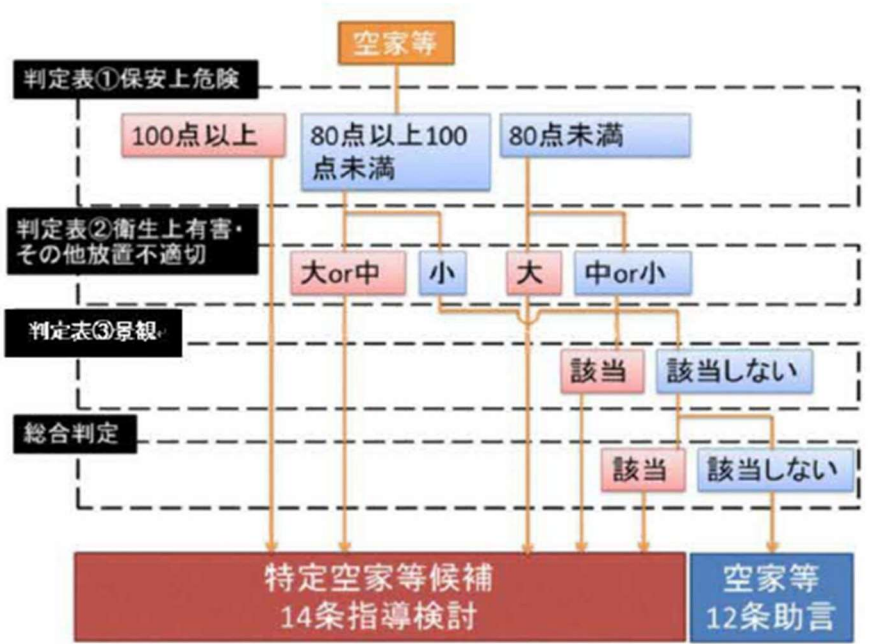 空家等
判定表①保安上危険
100点以上
80点以上100
点未満
80点未満
判定表②衛生上有害・
その他放置不適切
大or中
小
大
中or小
判定表③景観
該当
該当しない
総合判定
該当
該当しない
特定空家等候補
14条指導検討
空家等
12条助言